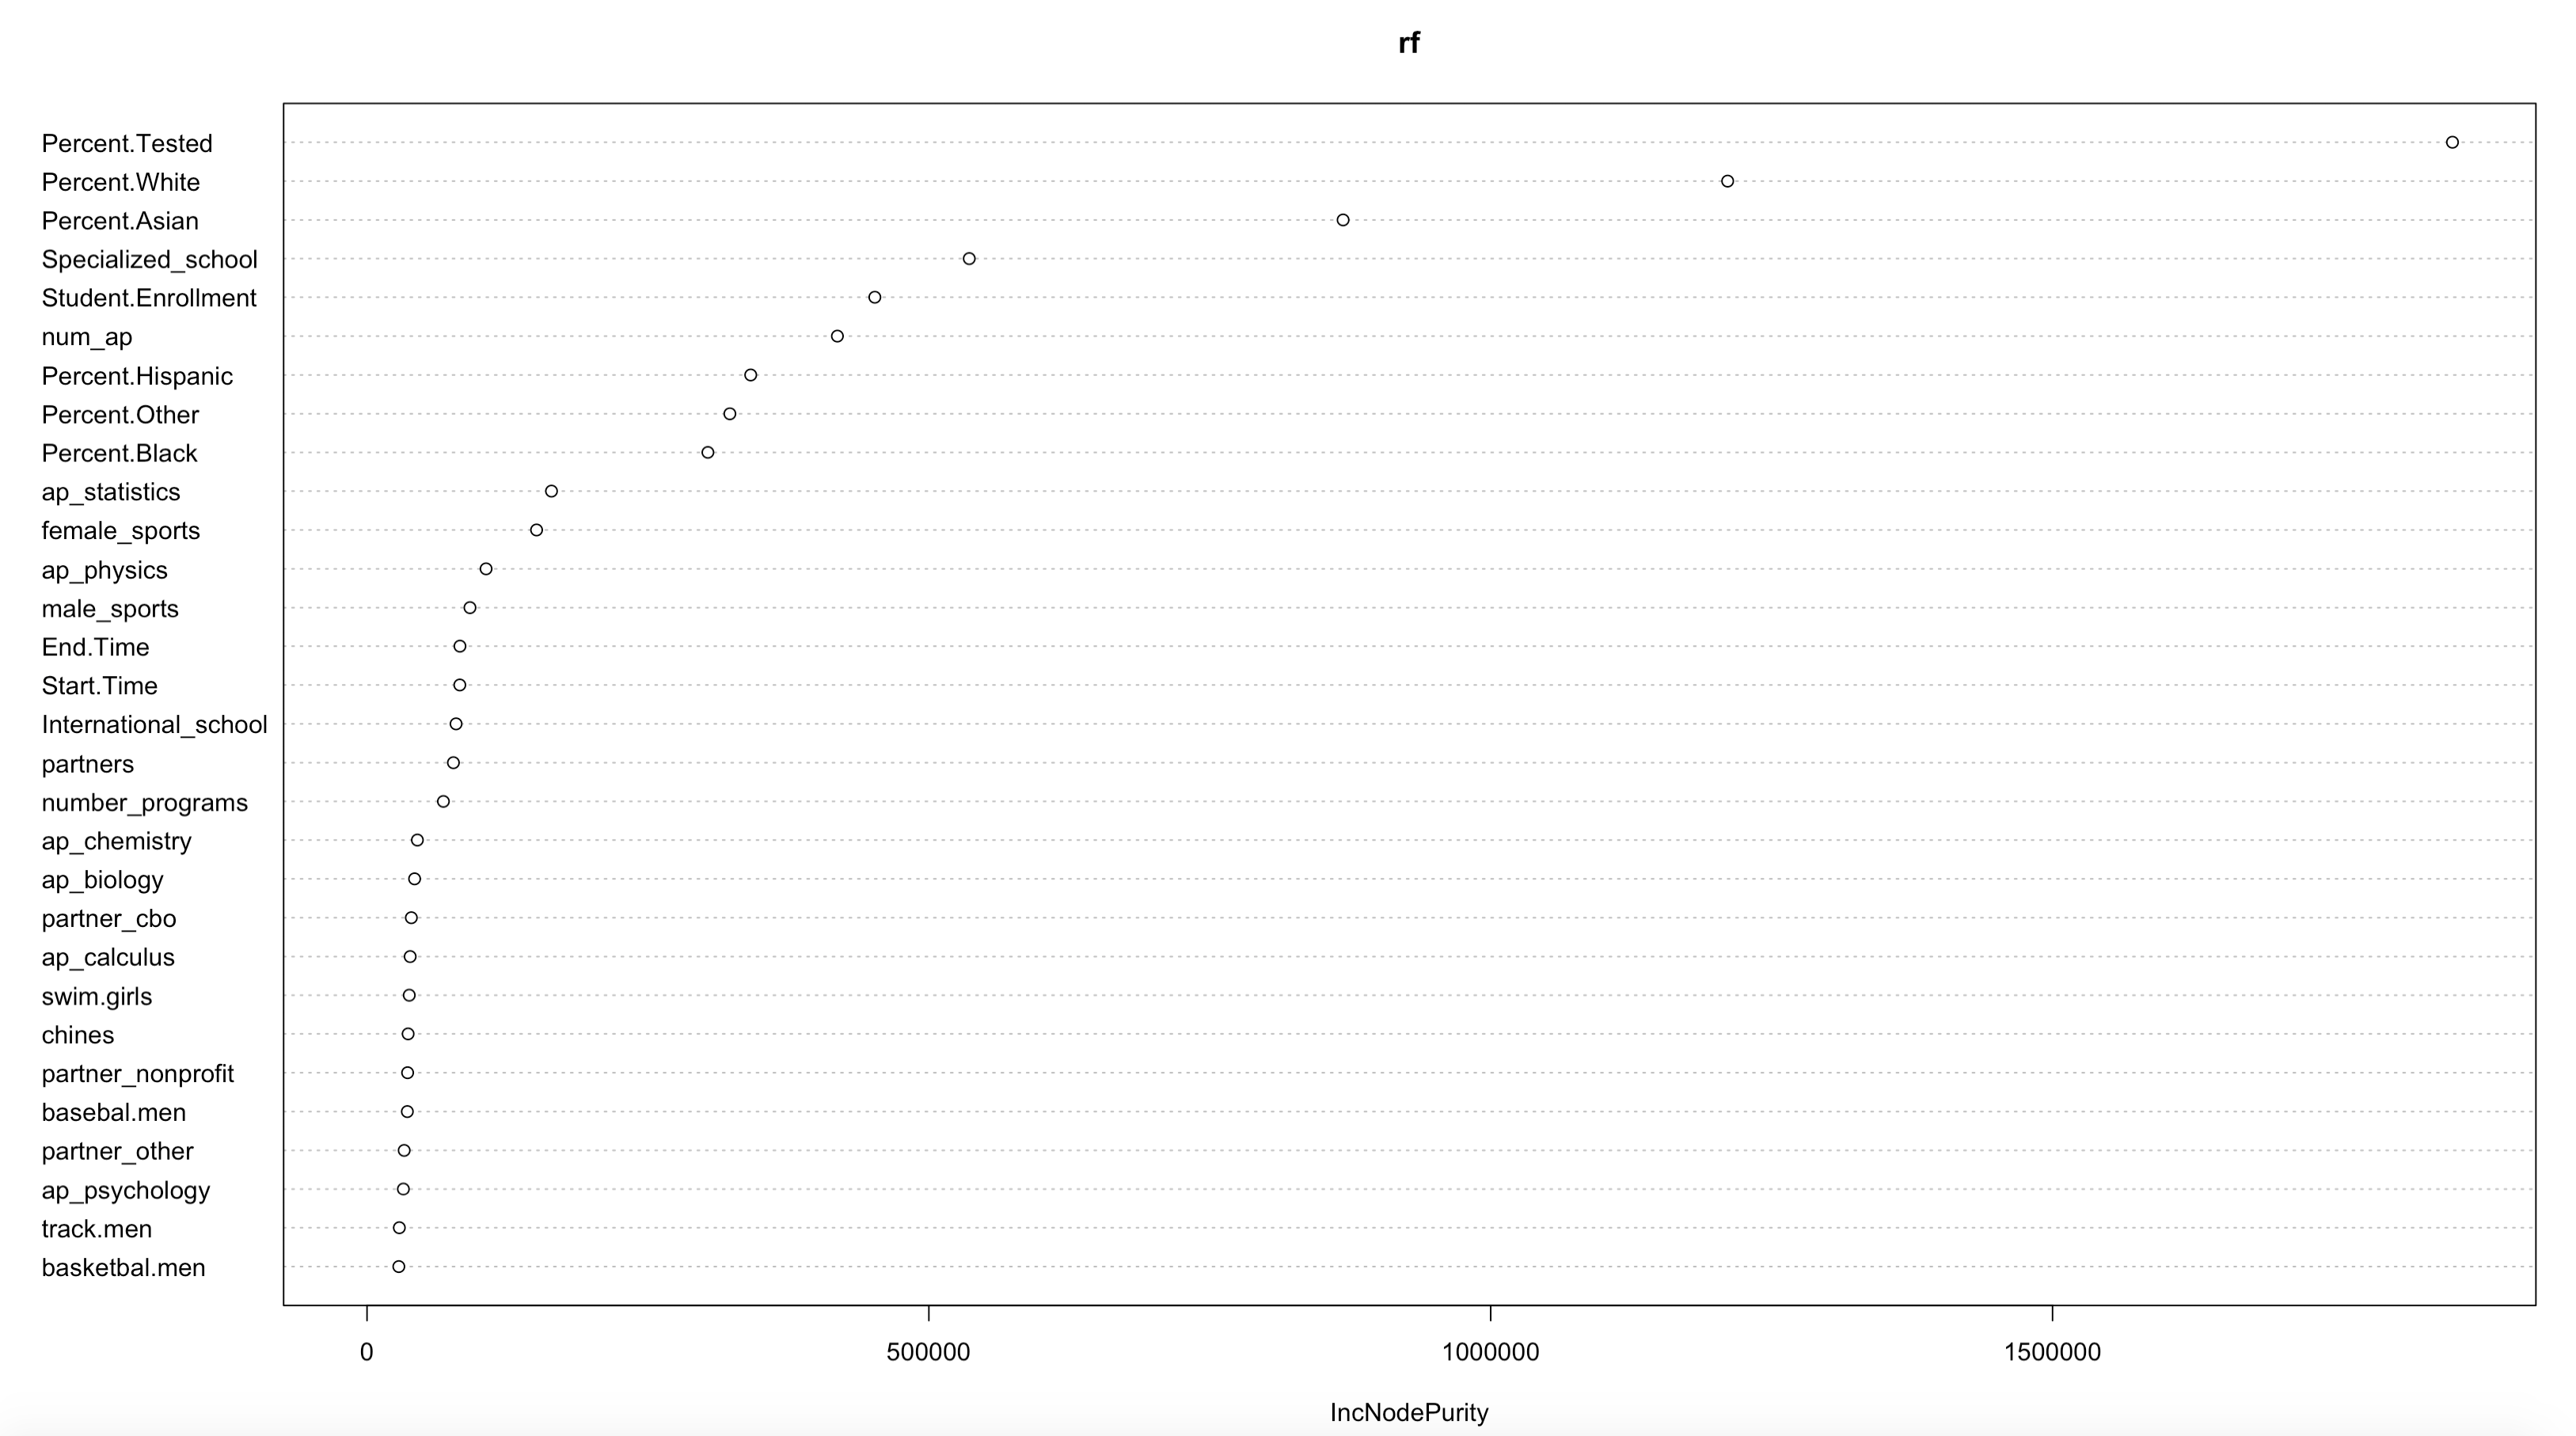 rf
Percent.Tested
Percent.White
Percent.Asian
Specialized_school
Student.Enrollment
num_ap
Percent.Hispanic
Percent.Other
Percent.Black
ap_statistics
female_sports
ap_physics
male_sports
End.Time
Start.Time
International_school
partners
number_programs
ap_chemistry
ap_biology
partner_cbo
ap_calculus
swim.girls
chines
partner_nonprofit
basebal.men
partner_other
ap_psychology
track.men
basketbal.men
0 500000 1000000 1500000
IncNodePurity